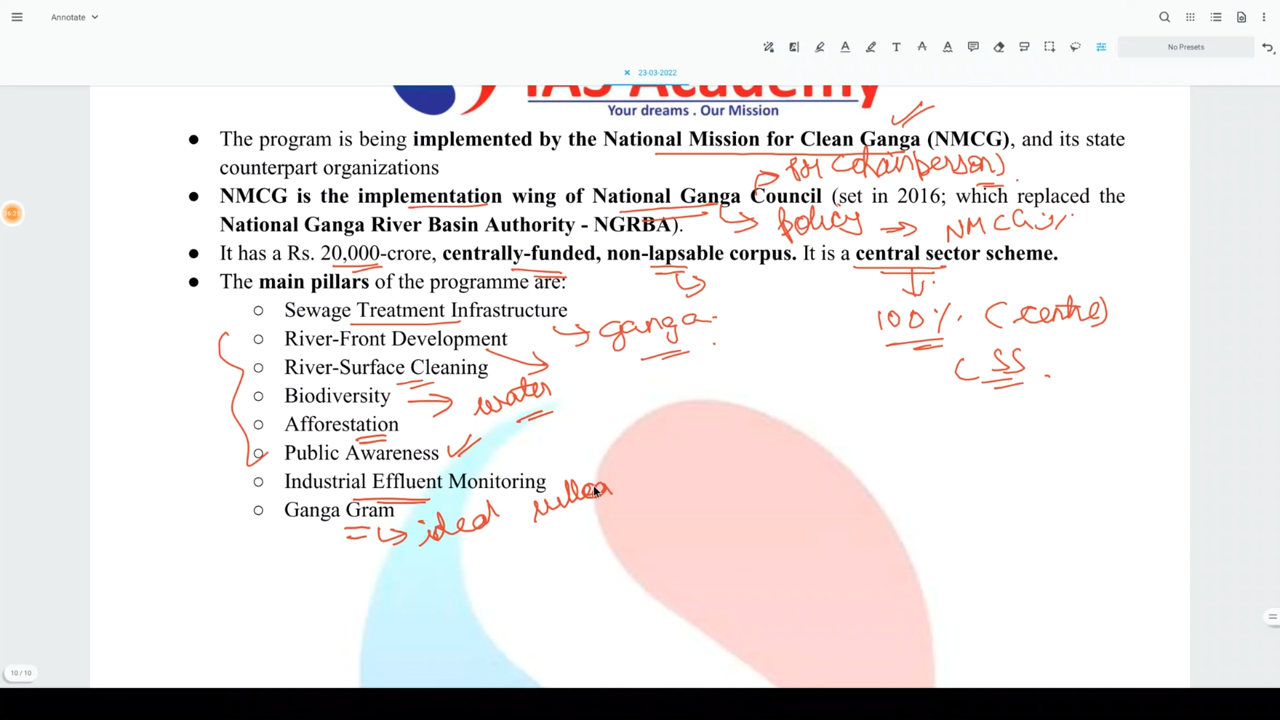 Annotate
No Presets
× 23-03-2022
IAS Academy
Your dreams . Our Mission
● The program is being implemented by the National Mission for Clean Ganga (NMCG), and its state
counterpart organizations
(chairperson)
● NMCG is the implementation wing of National Ganga Council (set in 2016; which replaced the
National Ganga River Basin Authority - NGRBA).
policy ⇒ NMCG
● It has a Rs. 20,000-crore, centrally-funded, non-lapsable corpus. It is a central sector scheme.
● The main pillars of the programme are:
○ Sewage Treatment Infrastructure
ganga
100% (centre)
○ River-Front Development
○ River-Surface Cleaning
CSS
○ Biodiversity → water
○ Afforestation
○ Public Awareness
○ Industrial Effluent Monitoring
○ Ganga Gram
ideal
10 / 10